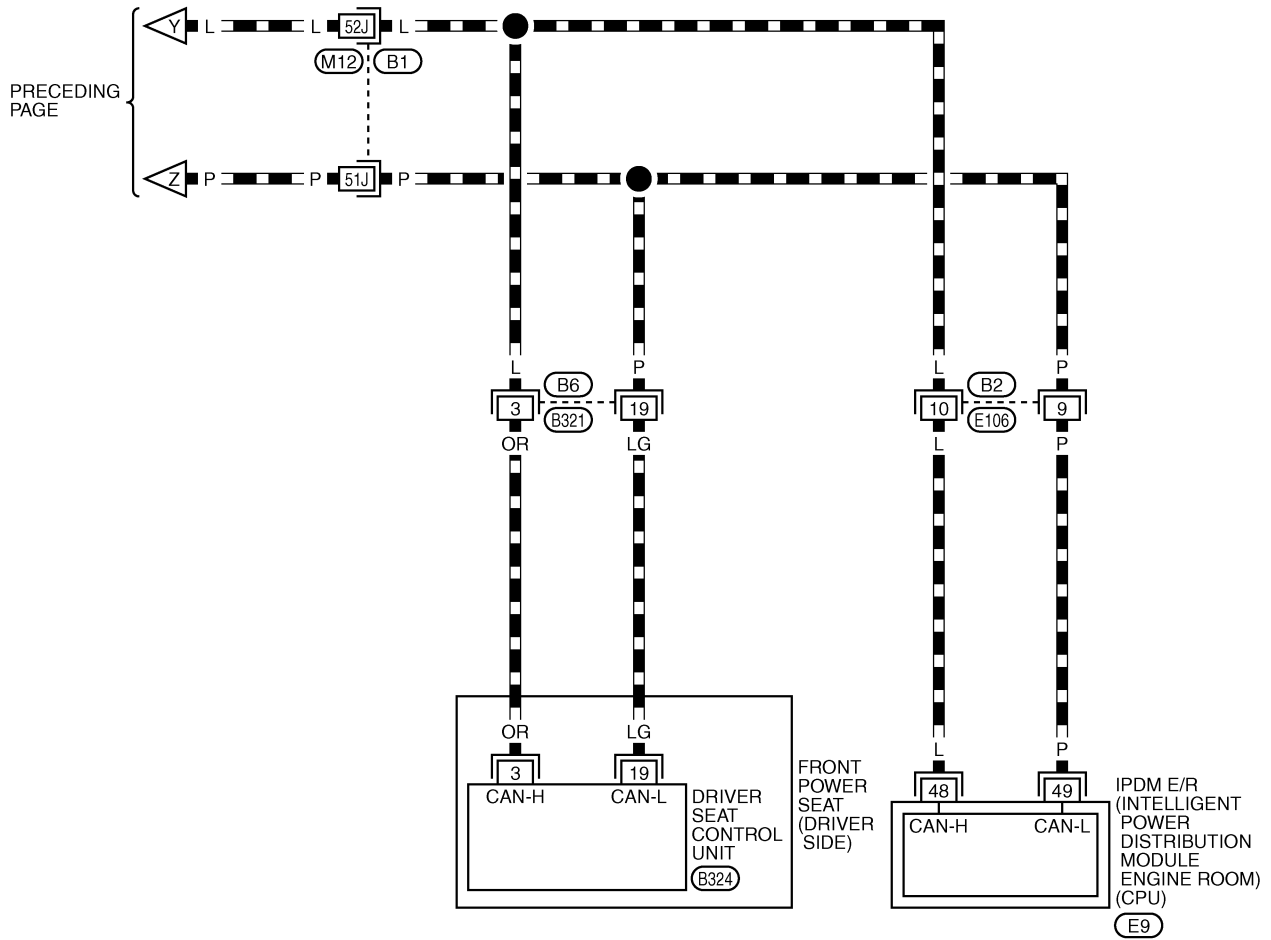 Y L L 52J L
M12 B1
PRECEDING
PAGE
Z P P 51J P
L P L P
B6 B2
3 19 10 9
B321 E106
OR LG L P
OR LG L P
3 19 48 49
CAN-H CAN-L
DRIVER
SEAT
CONTROL
UNIT
B324
FRONT
POWER
SEAT
(DRIVER
SIDE)
CAN-H CAN-L
IPDM E/R
(INTELLIGENT
POWER
DISTRIBUTION
MODULE
ENGINE ROOM)
(CPU)
E9